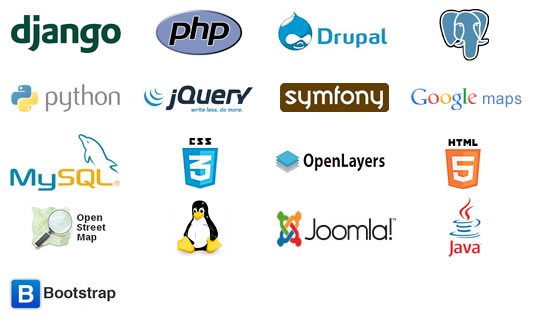 django
php
Drupal
python
jQuery
write less, do more.
symfony
Google maps
MySQL®
CSS
3
OpenLayers
HTML
5
Open
Street
Map
Joomla!™
Java
B Bootstrap